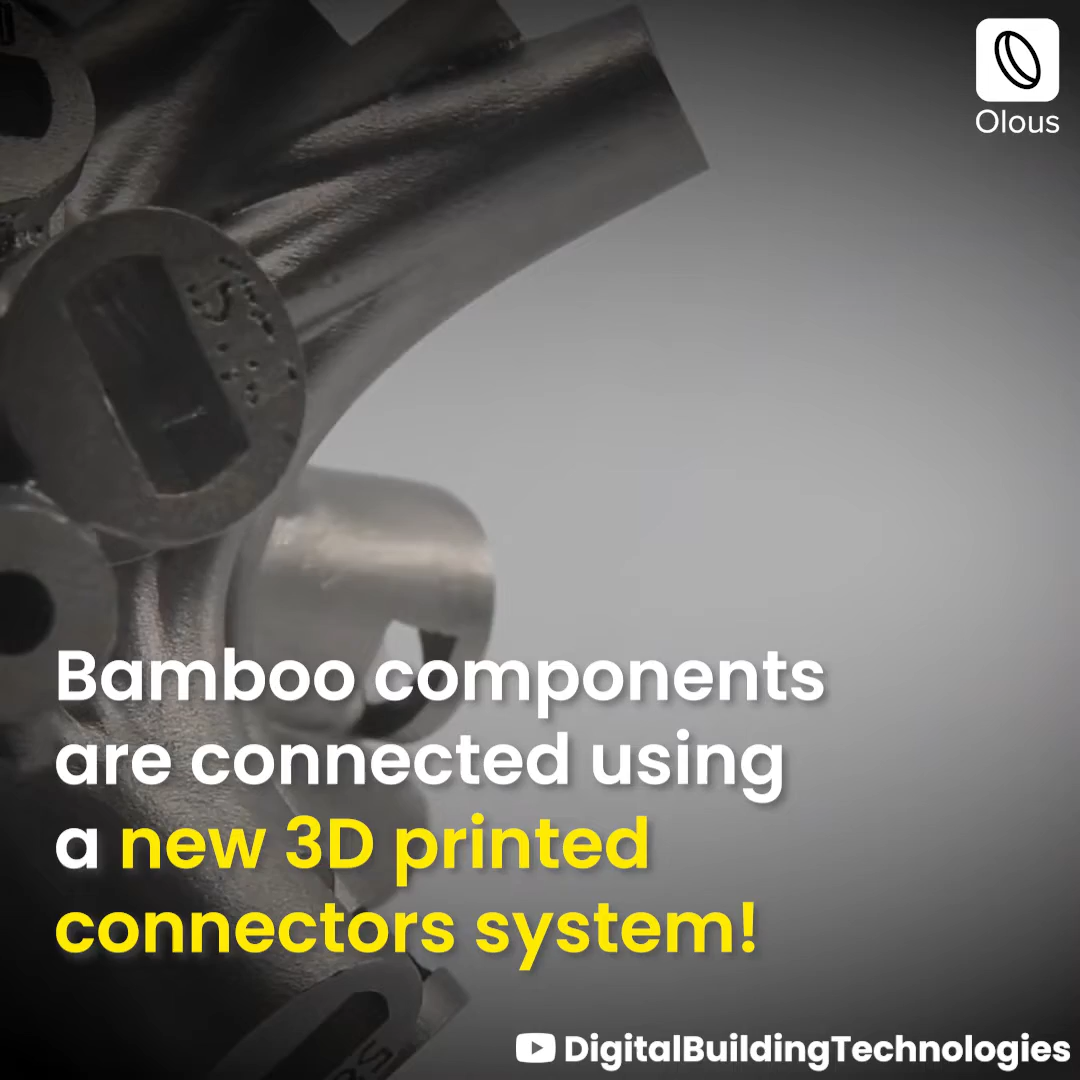 Olous
Bamboo components
are connected using
a new 3D printed
connectors system!
DigitalBuildingTechnologies